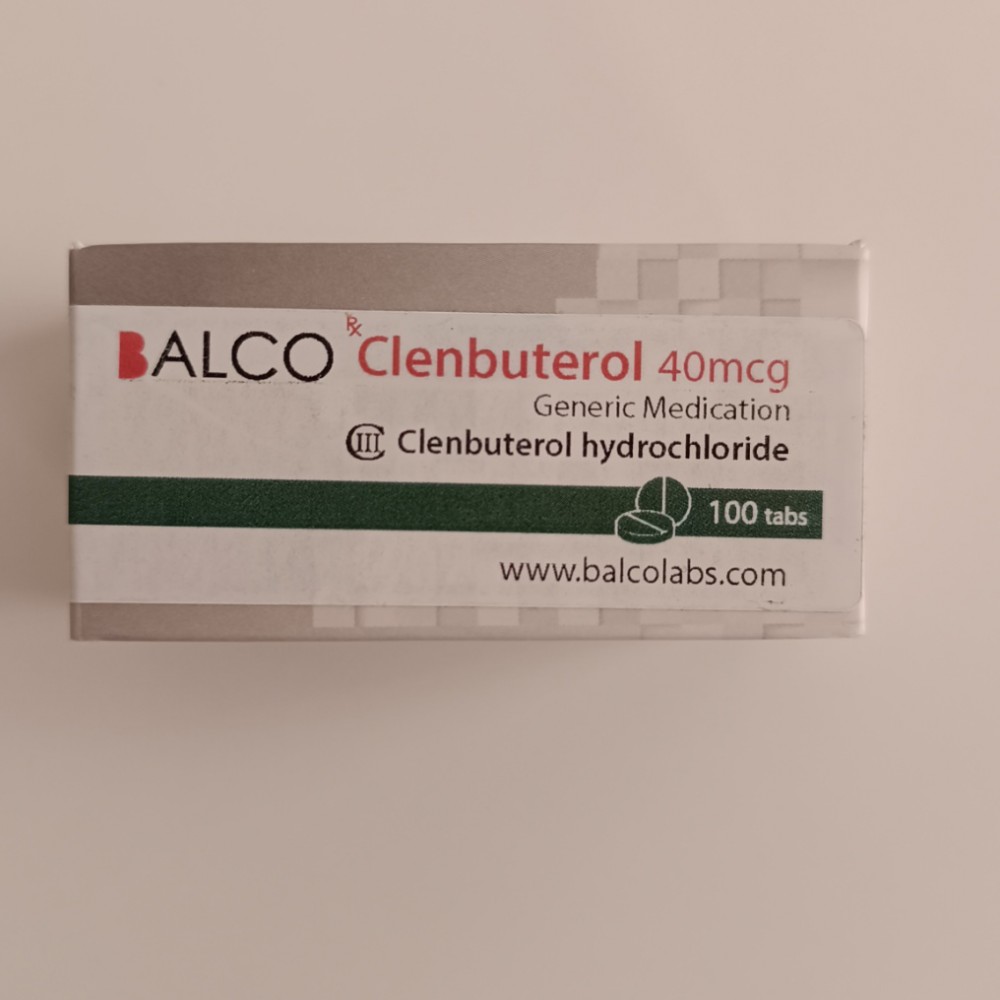 BALCO ℞ Clenbuterol 40mcg
Generic Medication
CIII Clenbuterol hydrochloride
100 tabs
www.balcolabs.com